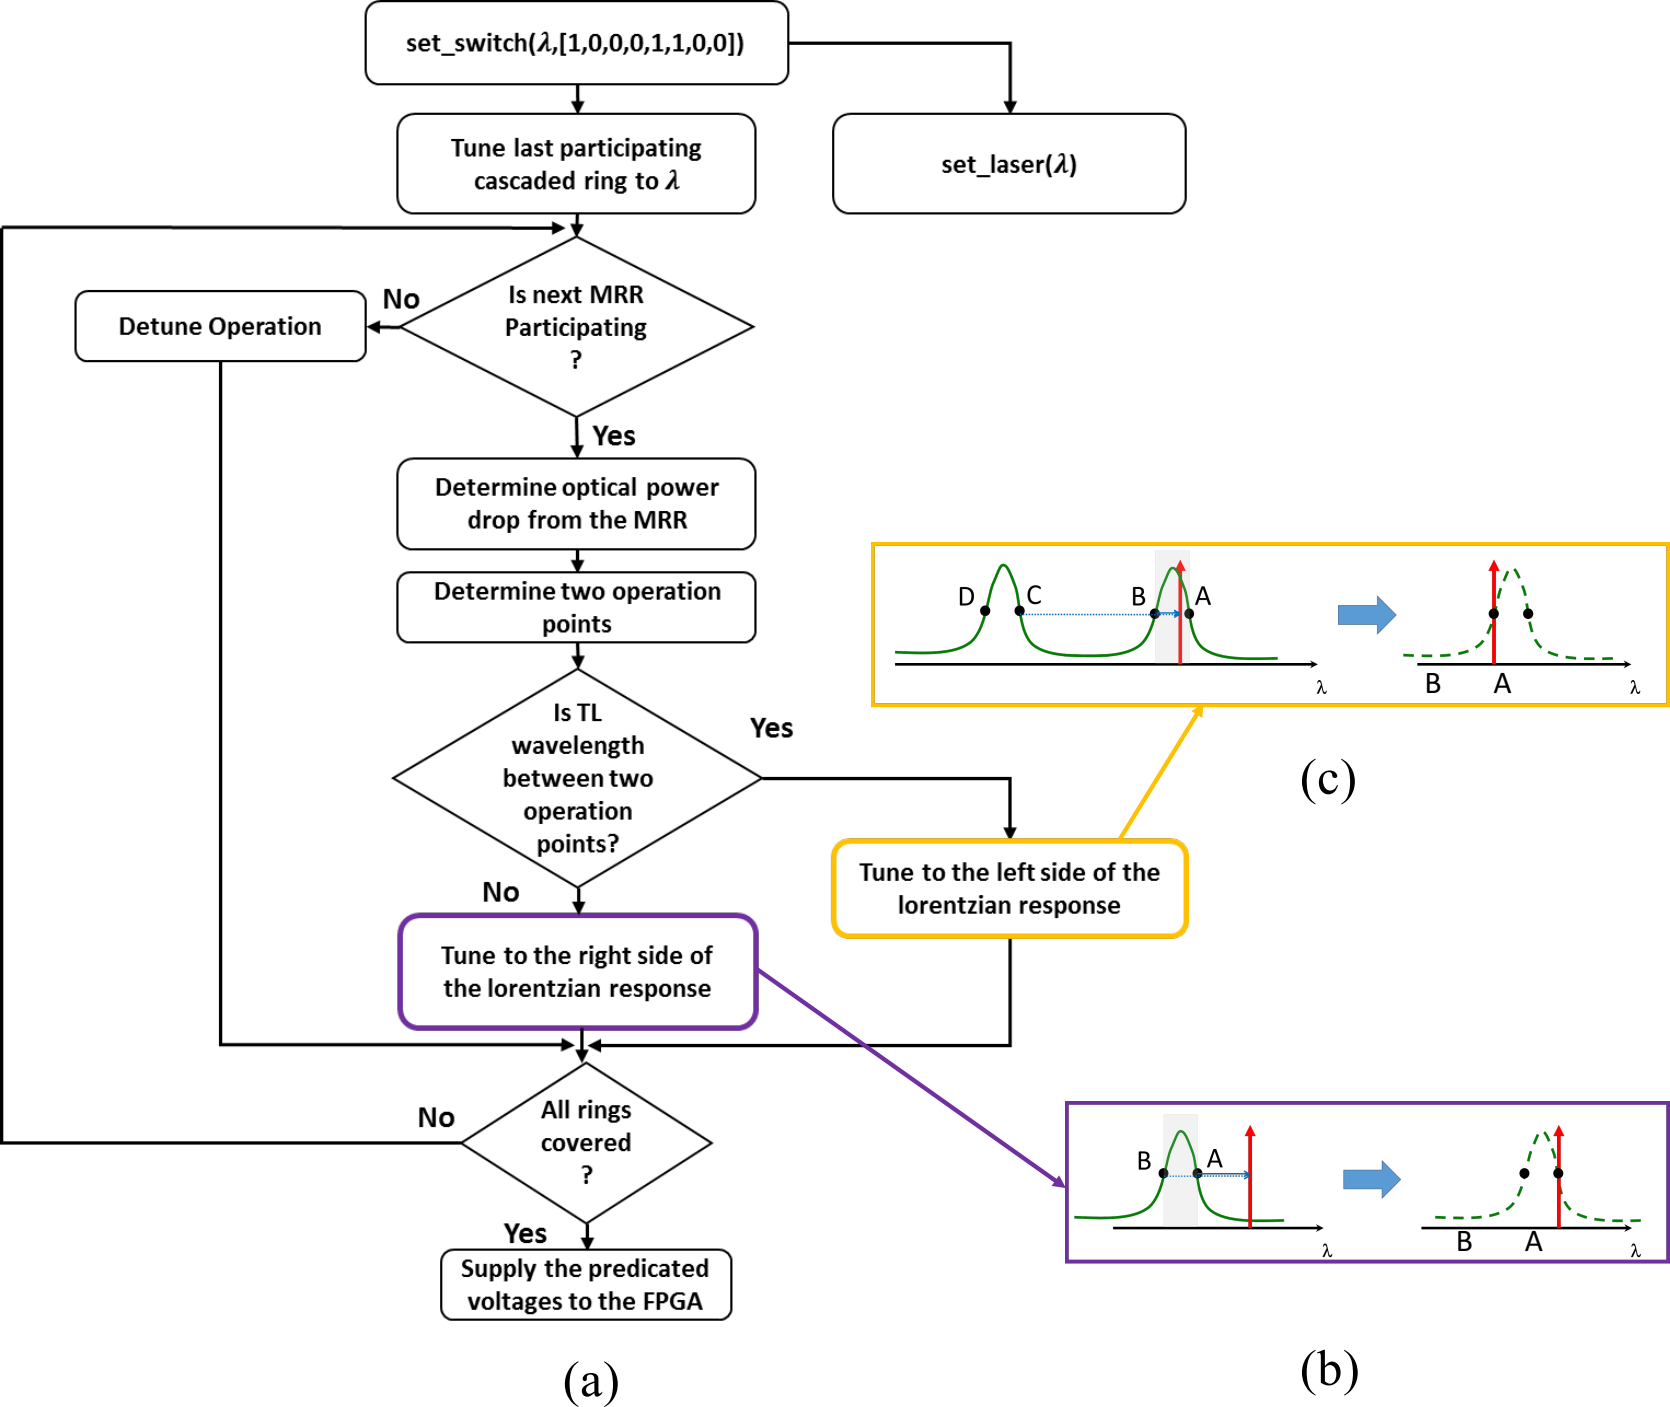 set_switch(λ,[1,0,0,0,1,1,0,0])
Tune last participating
cascaded ring to λ
set_laser(λ)
Is next MRR
Participating
?
No
Detune Operation
Yes
Determine optical power
drop from the MRR
Determine two operation
points
Is TL
wavelength
between two
operation
points?
Yes
No
Tune to the left side of the
lorentzian response
Tune to the right side of
the lorentzian response
All rings
covered
?
No
Yes
Supply the predicated
voltages to the FPGA
(a)
D C B A
λ
B A
λ
(c)
B A
λ
B A
λ
(b)